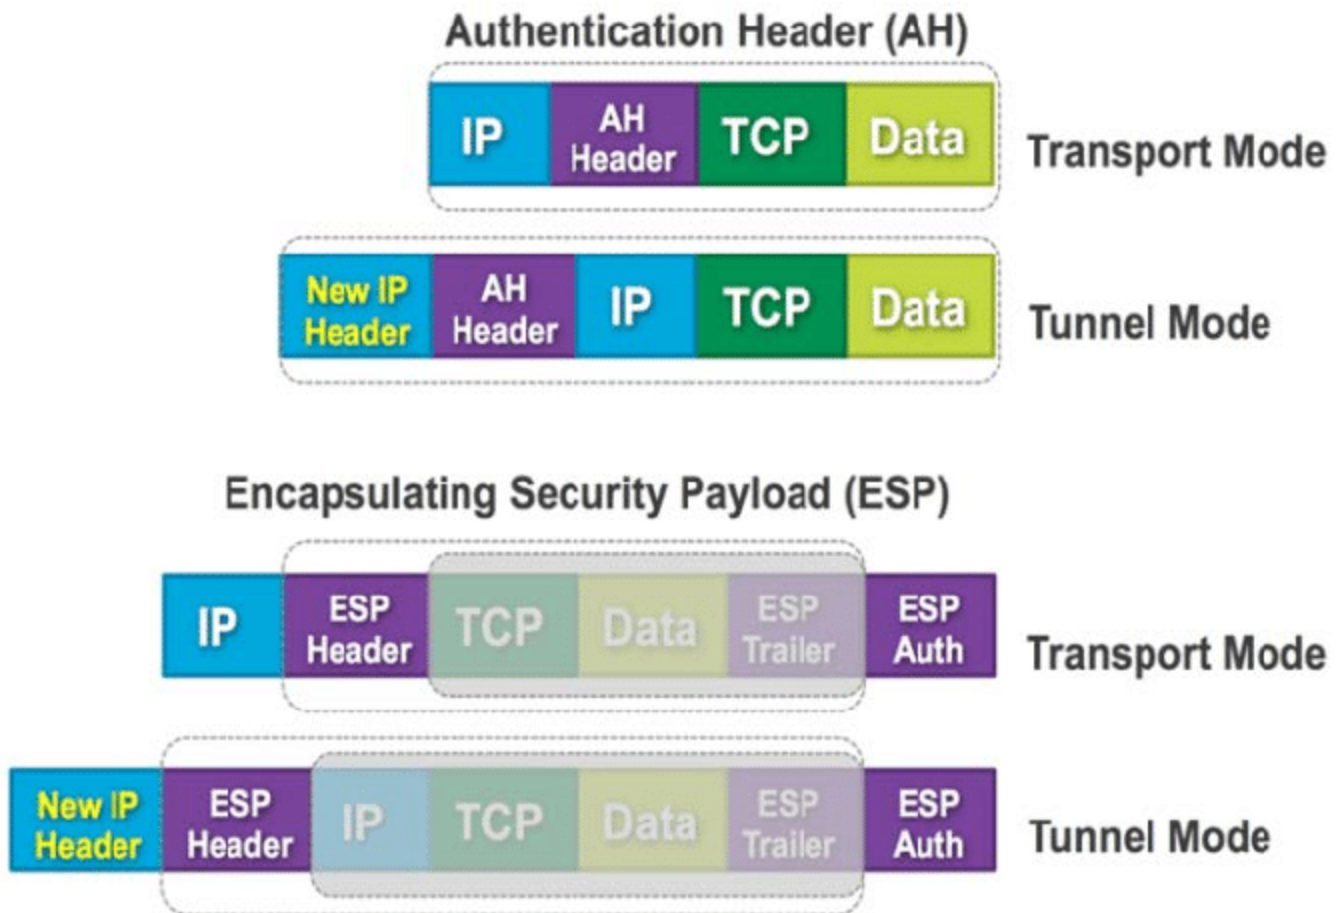 Authentication Header (AH)
IP
AH
Header
TCP
Data
Transport Mode
New IP
Header
AH
Header
IP
TCP
Data
Tunnel Mode
Encapsulating Security Payload (ESP)
IP
ESP
Header
TCP
Data
ESP
Trailer
ESP
Auth
Transport Mode
New IP
Header
ESP
Header
IP
TCP
Data
ESP
Trailer
ESP
Auth
Tunnel Mode